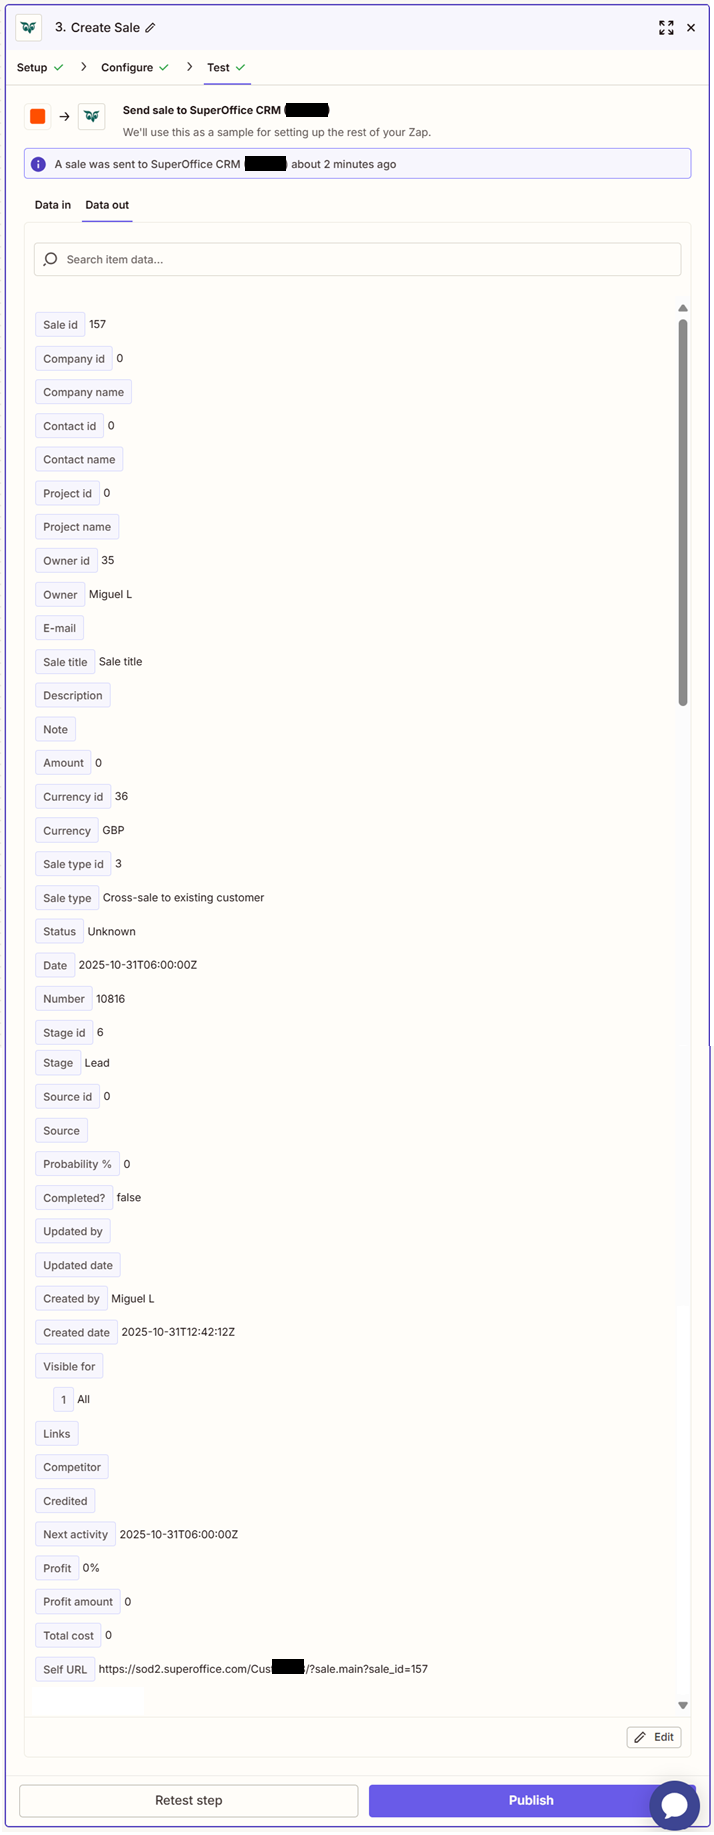 3. Create Sale
Setup
Configure
Test
Send sale to SuperOffice CRM (
)
We'll use this as a sample for setting up the rest of your Zap.
A sale was sent to SuperOffice CRM (
) about 2 minutes ago
Data in
Data out
Search item data...
Sale id 157
Company id 0
Company name
Contact id 0
Contact name
Project id 0
Project name
Owner id 35
Owner Miguel L
E-mail
Sale title Sale title
Description
Note
Amount 0
Currency id 36
Currency GBP
Sale type id 3
Sale type Cross-sale to existing customer
Status Unknown
Date 2025-10-31T06:00:00Z
Number 10816
Stage id 6
Stage Lead
Source id 0
Source
Probability % 0
Completed? false
Updated by
Updated date
Created by Miguel L
Created date 2025-10-31T12:42:12Z
Visible for
1 All
Links
Competitor
Credited
Next activity 2025-10-31T06:00:00Z
Profit 0%
Profit amount 0
Total cost 0
Self URL https://sod2.superoffice.com/Cus
/?sale.main?sale_id=157
Edit
Retest step
Publish